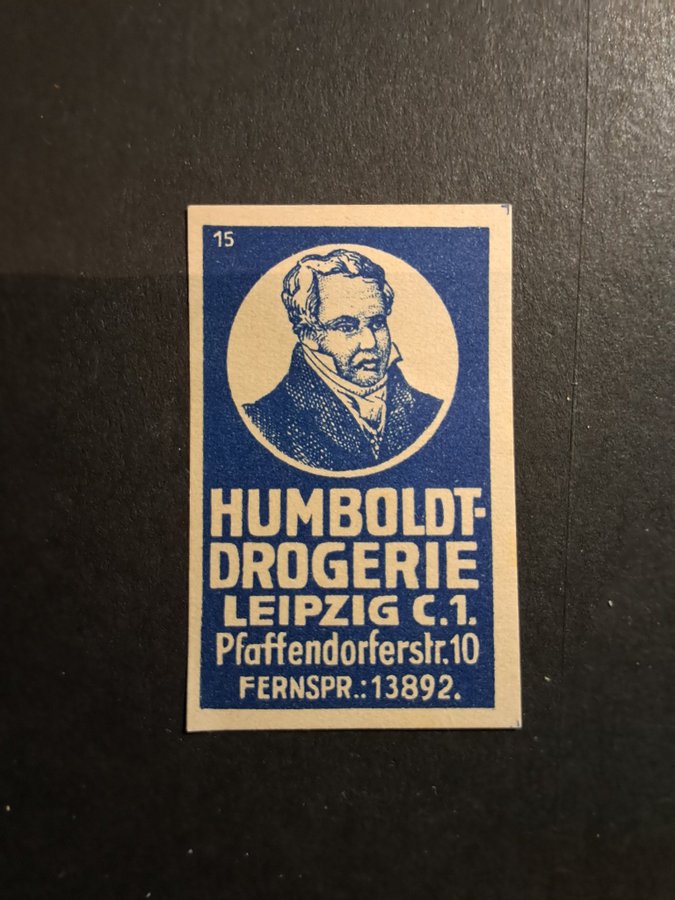 15
HUMBOLDT-
DROGERIE
LEIPZIG C.1.
Pfaffendorferstr.10
FERNSPR.:13892.